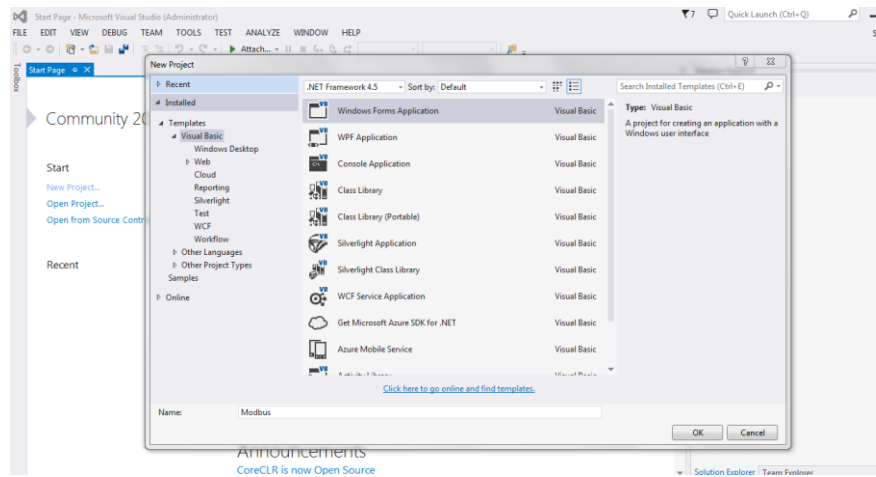 Start Page - Microsoft Visual Studio (Administrator)
7
Quick Launch (Ctrl+Q)
FILE EDIT VIEW DEBUG TEAM TOOLS TEST ANALYZE WINDOW HELP
Attach...
Toolbox
Start Page
Community 20
Start
New Project...
Open Project...
Open from Source Contr
Recent
New Project
Recent
Installed
Templates
Visual Basic
Windows Desktop
Web
Cloud
Reporting
Silverlight
Test
WCF
Workflow
Other Languages
Other Project Types
Samples
Online
.NET Framework 4.5 Sort by: Default
Windows Forms Application Visual Basic
WPF Application Visual Basic
Console Application Visual Basic
Class Library Visual Basic
Class Library (Portable) Visual Basic
Silverlight Application Visual Basic
Silverlight Class Library Visual Basic
WCF Service Application Visual Basic
Get Microsoft Azure SDK for .NET Visual Basic
Azure Mobile Service Visual Basic
Activity Library Visual Basic
Click here to go online and find templates.
Search Installed Templates (Ctrl+E)
Type: Visual Basic
A project for creating an application with a
Windows user interface
Name: Modbus
OK Cancel
Announcements
CoreCLR is now Open Source
Solution Explorer Team Explorer